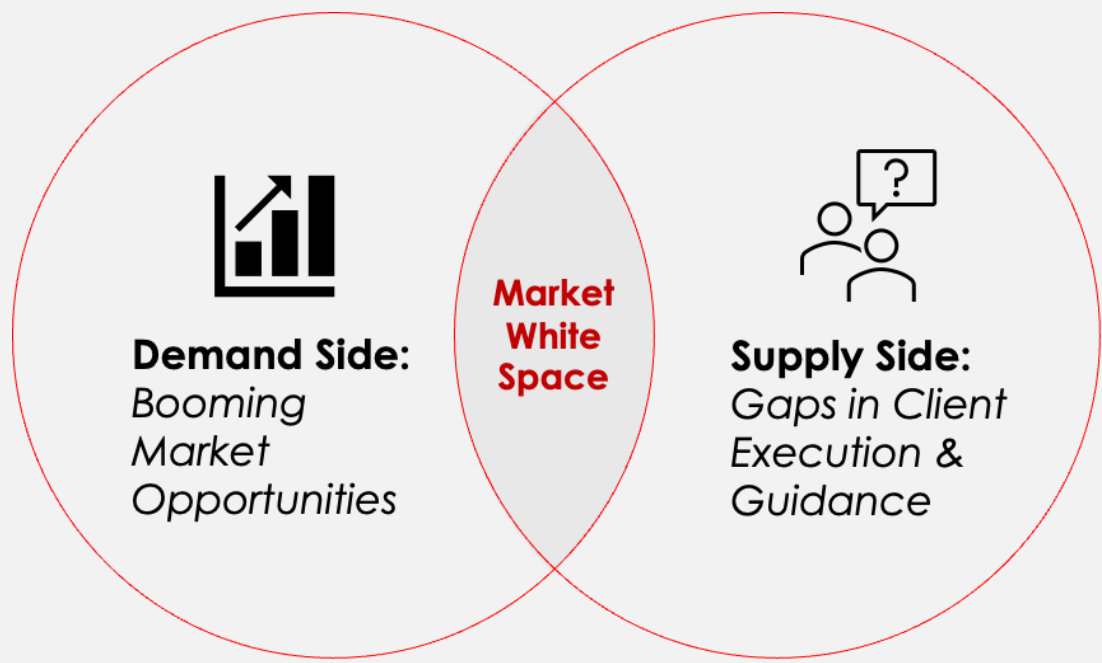 Demand Side:
Booming
Market
Opportunities
Market
White
Space
?
Supply Side:
Gaps in Client
Execution &
Guidance